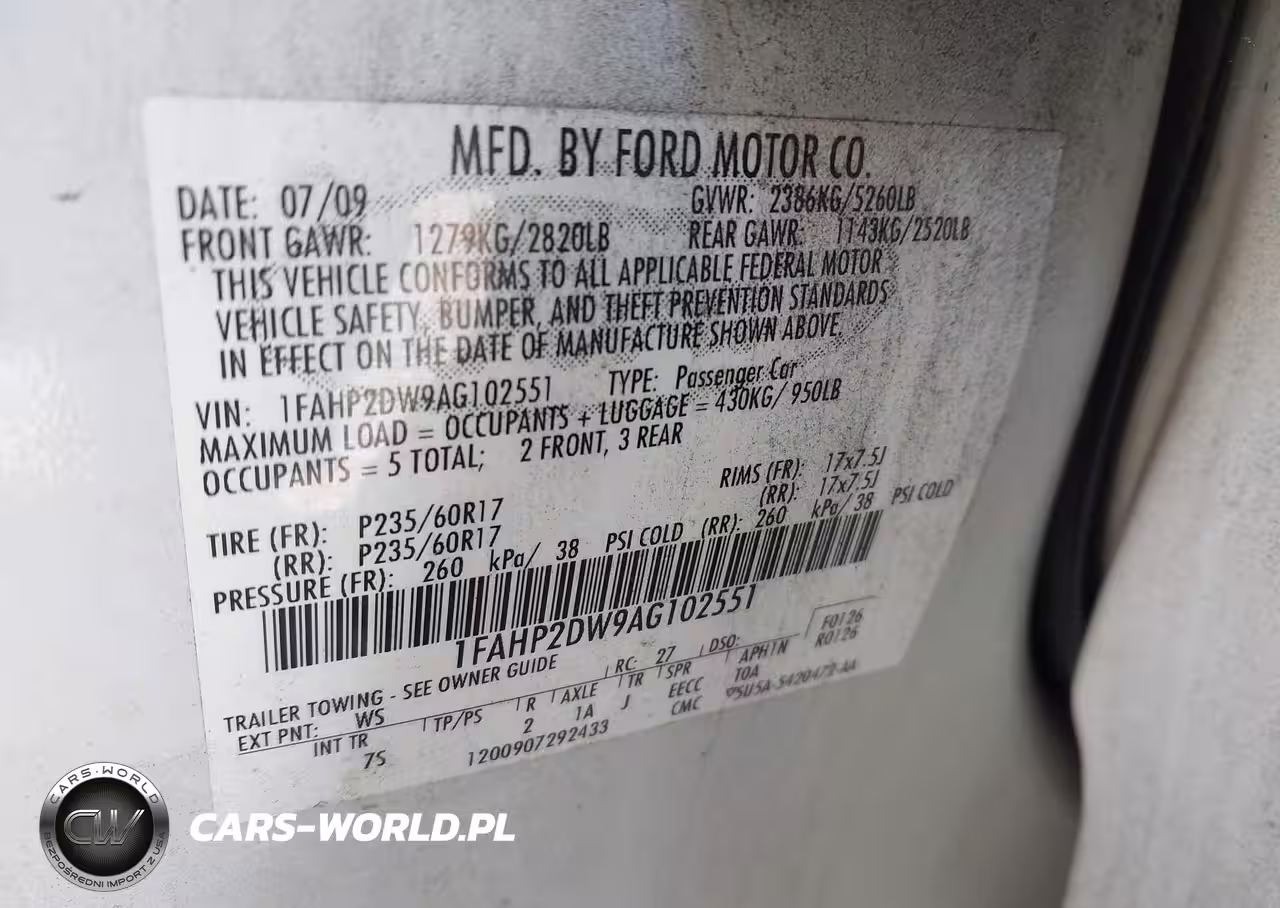 MFD. BY FORD MOTOR CO.
DATE: 07/09 GVWR: 2386KG/5260LB
FRONT GAWR: 1279KG/2820LB REAR GAWR: 1143KG/2520LB
THIS VEHICLE CONFORMS TO ALL APPLICABLE FEDERAL MOTOR
VEHICLE SAFETY, BUMPER, AND THEFT PREVENTION STANDARDS
IN EFFECT ON THE DATE OF MANUFACTURE SHOWN ABOVE.
VIN: 1FAHP2DW9AG102551 TYPE: Passenger Car
MAXIMUM LOAD = OCCUPANTS + LUGGAGE = 430KG/ 950LB
OCCUPANTS = 5 TOTAL; 2 FRONT, 3 REAR
RIMS (FR): 17x7.5J
TIRE (FR): P235/60R17 (RR): 17x7.5J
(RR): P235/60R17
PRESSURE (FR): 260 kPa/ 38 PSI COLD (RR): 260 kPa/ 38 PSI COLD
1FAHP2DW9AG102551
TRAILER TOWING - SEE OWNER GUIDE
RC: 27 DSO: F0126
R0126
EXT PNT: WS TP/PS R AXLE TR SPR APH1N
INT TR 2 1A J EECC T0A
7S 1200907292433 CMC
CARS-WORLD
CW
BEZPOŚREDNI IMPORT Z USA
CARS-WORLD.PL